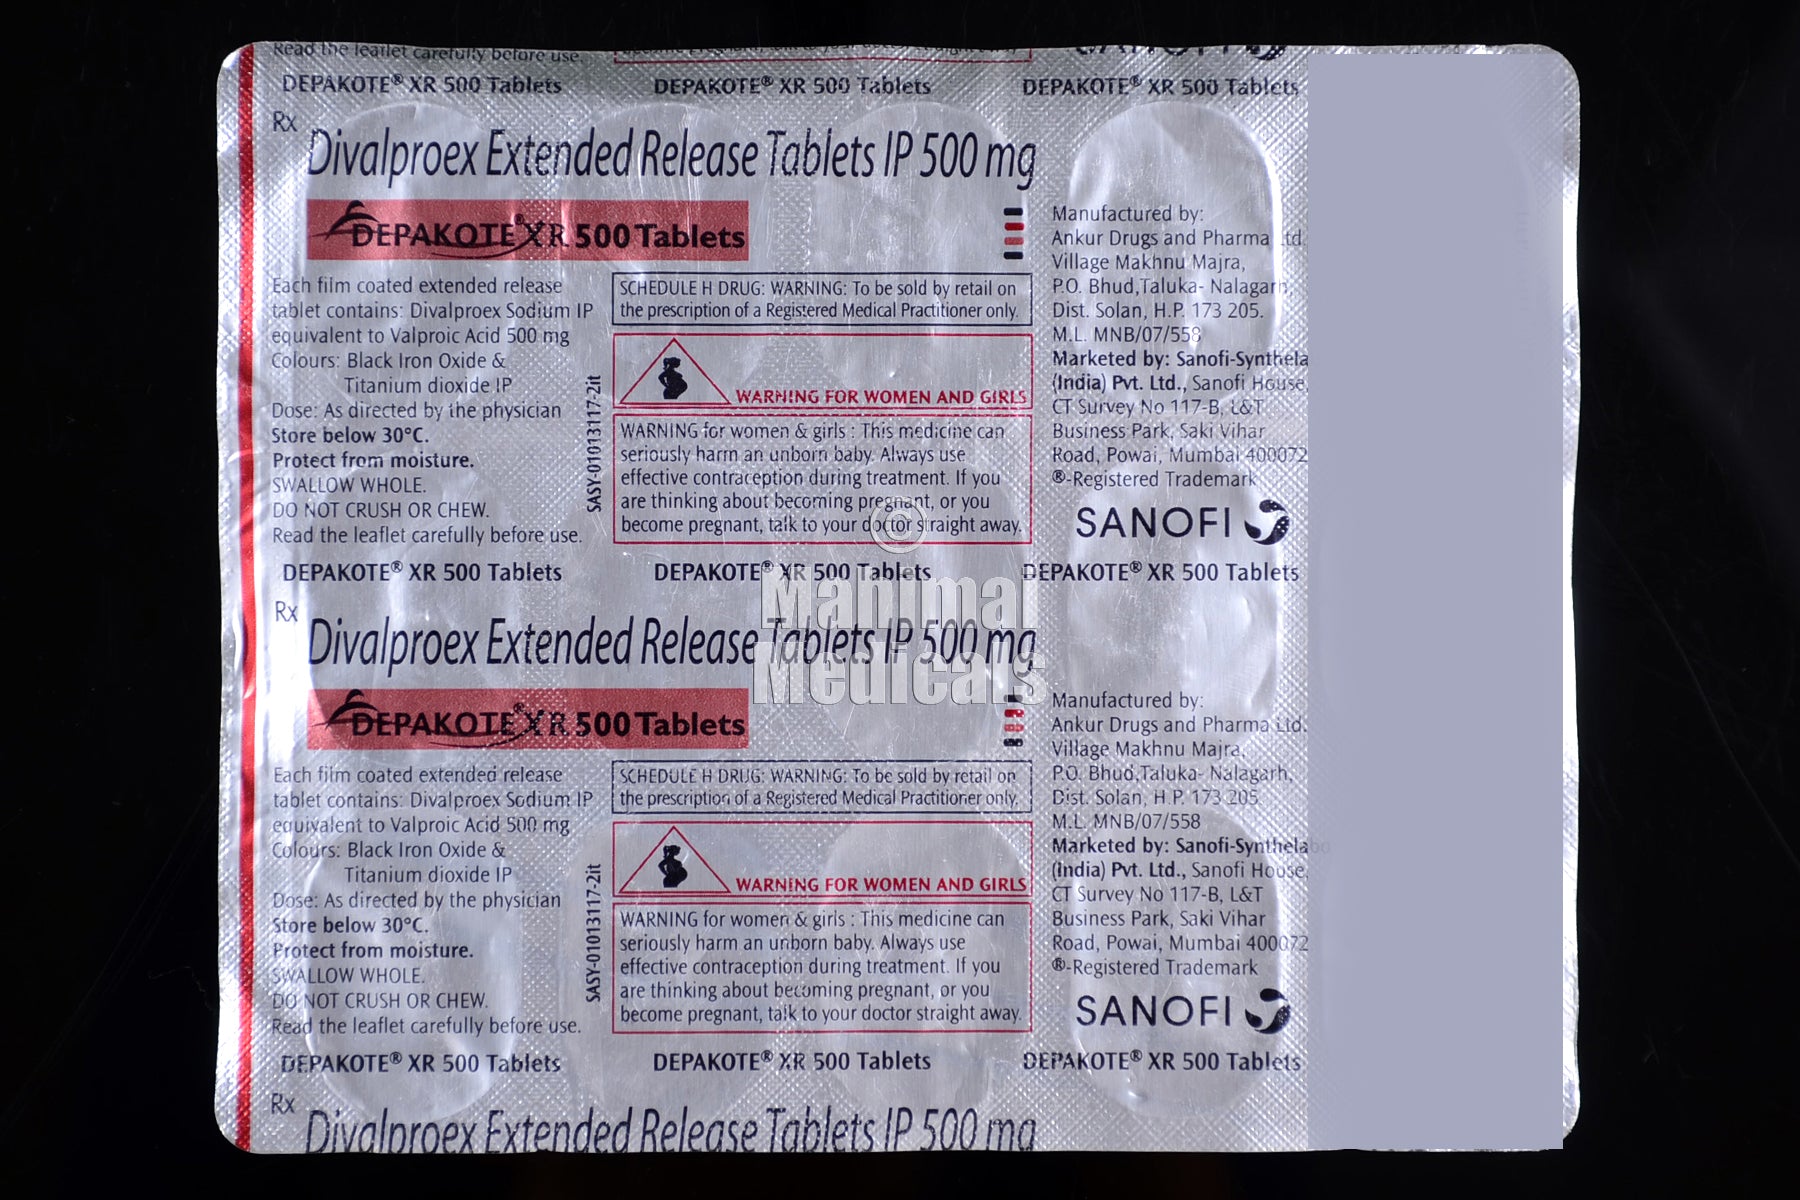 Read the leaflet carefully before use.
SANOFI
DEPAKOTE® XR 500 Tablets DEPAKOTE® XR 500 Tablets DEPAKOTE® XR 500 Tablets
Rx
Divalproex Extended Release Tablets IP 500 mg
DEPAKOTE® XR 500 Tablets
Each film coated extended release
tablet contains: Divalproex Sodium IP
equivalent to Valproic Acid 500 mg
Colours: Black Iron Oxide &
Titanium dioxide IP
Dose: As directed by the physician
Store below 30°C.
Protect from moisture.
SWALLOW WHOLE.
DO NOT CRUSH OR CHEW.
Read the leaflet carefully before use.
SASY-01013117-2it
SCHEDULE H DRUG: WARNING: To be sold by retail on
the prescription of a Registered Medical Practitioner only.
WARNING FOR WOMEN AND GIRLS
WARNING for women & girls : This medicine can
seriously harm an unborn baby. Always use
effective contraception during treatment. If you
are thinking about becoming pregnant, or you
become pregnant, talk to your doctor straight away.
Manufactured by:
Ankur Drugs and Pharma Ltd.
Village Makhnu Majra,
P.O. Bhud,Taluka- Nalagarh,
Dist. Solan, H.P. 173 205.
M.L. MNB/07/558
Marketed by: Sanofi-Synthela
(India) Pvt. Ltd., Sanofi House,
CT Survey No 117-B, L&T
Business Park, Saki Vihar
Road, Powai, Mumbai 400072
®-Registered Trademark
SANOFI
DEPAKOTE® XR 500 Tablets DEPAKOTE® XR 500 Tablets DEPAKOTE® XR 500 Tablets
©
Manimal
Medicals
Rx
Divalproex Extended Release Tablets IP 500 mg
DEPAKOTE® XR 500 Tablets
Each film coated extended release
tablet contains: Divalproex Sodium IP
equivalent to Valproic Acid 500 mg
Colours: Black Iron Oxide &
Titanium dioxide IP
Dose: As directed by the physician
Store below 30°C.
Protect from moisture.
SWALLOW WHOLE.
DO NOT CRUSH OR CHEW.
Read the leaflet carefully before use.
SASY-01013117-2it
SCHEDULE H DRUG: WARNING: To be sold by retail on
the prescription of a Registered Medical Practitioner only.
WARNING FOR WOMEN AND GIRLS
WARNING for women & girls : This medicine can
seriously harm an unborn baby. Always use
effective contraception during treatment. If you
are thinking about becoming pregnant, or you
become pregnant, talk to your doctor straight away.
Manufactured by:
Ankur Drugs and Pharma Ltd.
Village Makhnu Majra,
P.O. Bhud,Taluka- Nalagarh,
Dist. Solan, H.P. 173 205.
M.L. MNB/07/558
Marketed by: Sanofi-Synthelabo
(India) Pvt. Ltd., Sanofi House,
CT Survey No 117-B, L&T
Business Park, Saki Vihar
Road, Powai, Mumbai 400072
®-Registered Trademark
SANOFI
DEPAKOTE® XR 500 Tablets DEPAKOTE® XR 500 Tablets DEPAKOTE® XR 500 Tablets
Rx
Divalproex Extended Release Tablets IP 500 mg